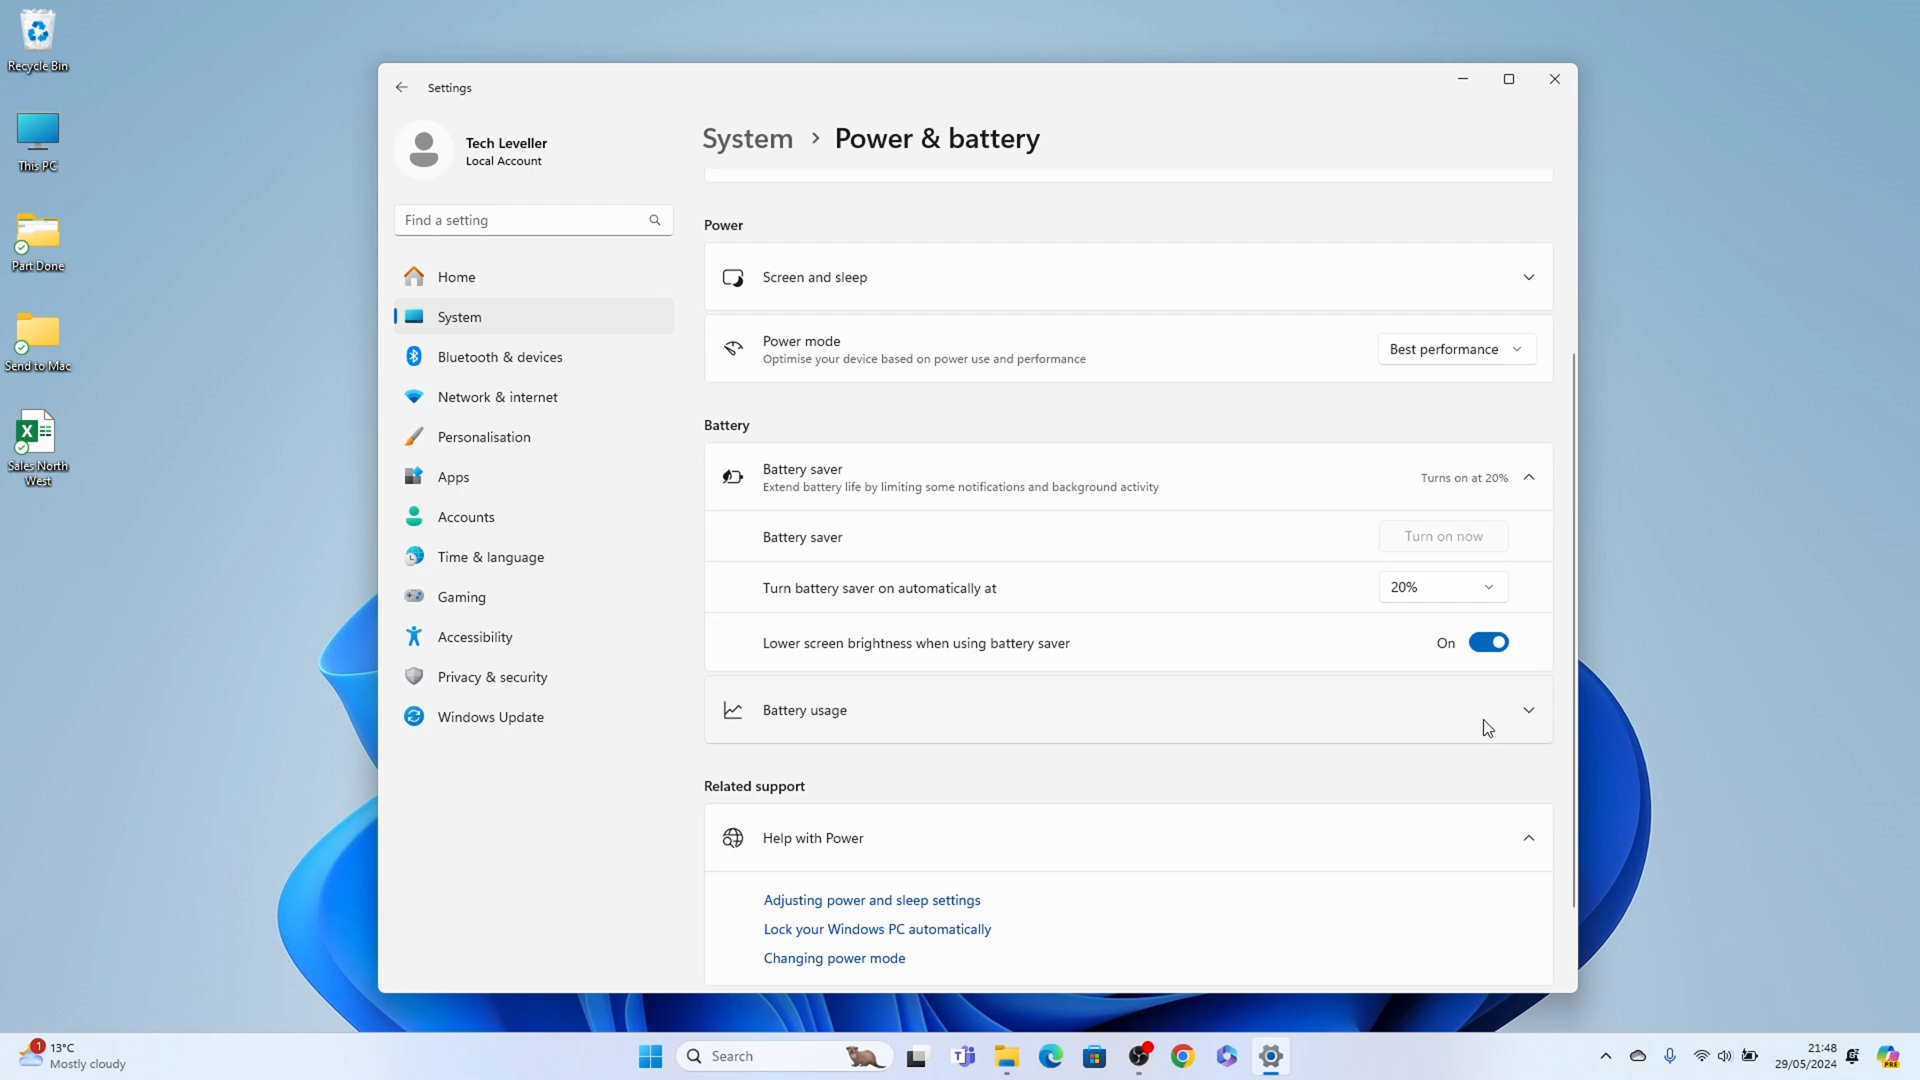 Recycle Bin
This PC
Part Done
Send to Mac
Sales North
West
Settings
Tech Leveller
Local Account
Find a setting
Home
System
Bluetooth & devices
Network & internet
Personalisation
Apps
Accounts
Time & language
Gaming
Accessibility
Privacy & security
Windows Update
System > Power & battery
Power
Screen and sleep
Power mode
Optimise your device based on power use and performance
Best performance
Battery
Battery saver
Extend battery life by limiting some notifications and background activity
Turns on at 20%
Battery saver
Turn on now
Turn battery saver on automatically at
20%
Lower screen brightness when using battery saver
On
Battery usage
Related support
Help with Power
Adjusting power and sleep settings
Lock your Windows PC automatically
Changing power mode
1
13°C
Mostly cloudy
Search
21:48
29/05/2024
PRE